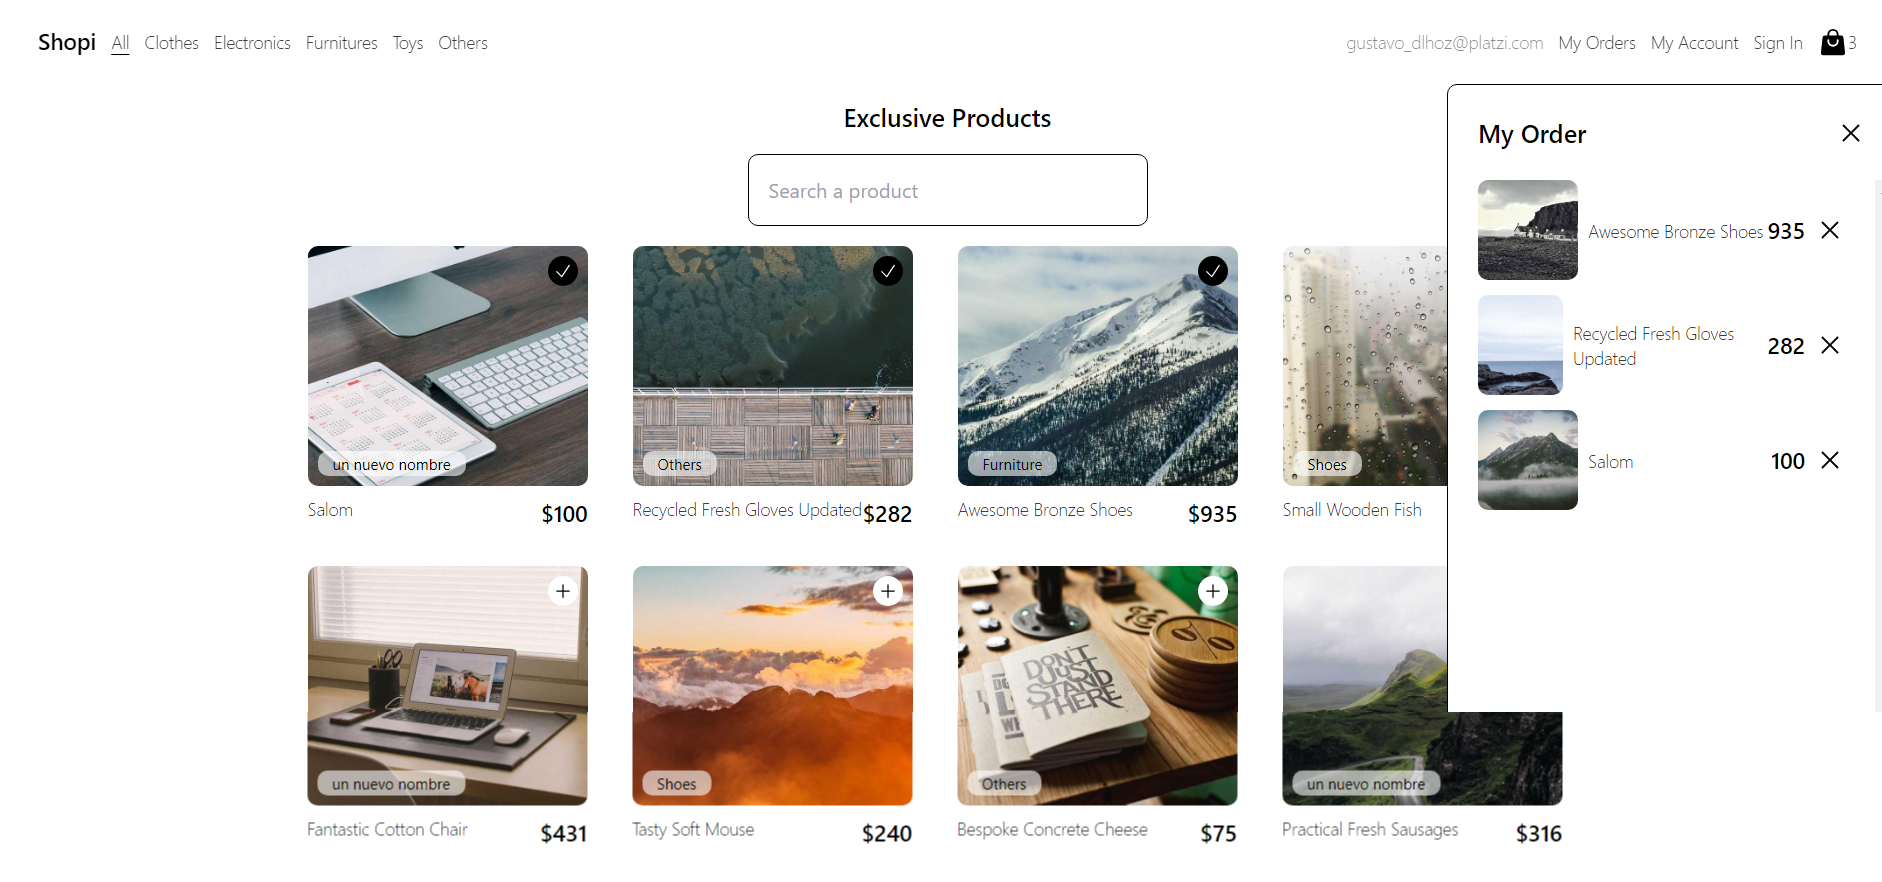 Shopi All Clothes Electronics Furnitures Toys Others gustavo_dlhoz@platzi.com My Orders My Account Sign In 3
Exclusive Products
Search a product
My Order
Awesome Bronze Shoes 935
Recycled Fresh Gloves
Updated
282
Salom 100
un nuevo nombre
Salom $100
Others
Recycled Fresh Gloves Updated $282
Furniture
Awesome Bronze Shoes $935
Shoes
Small Wooden Fish
un nuevo nombre
Fantastic Cotton Chair $431
Shoes
Tasty Soft Mouse $240
DON'T
JUST
STAND
THERE
Others
Bespoke Concrete Cheese $75
un nuevo nombre
Practical Fresh Sausages $316